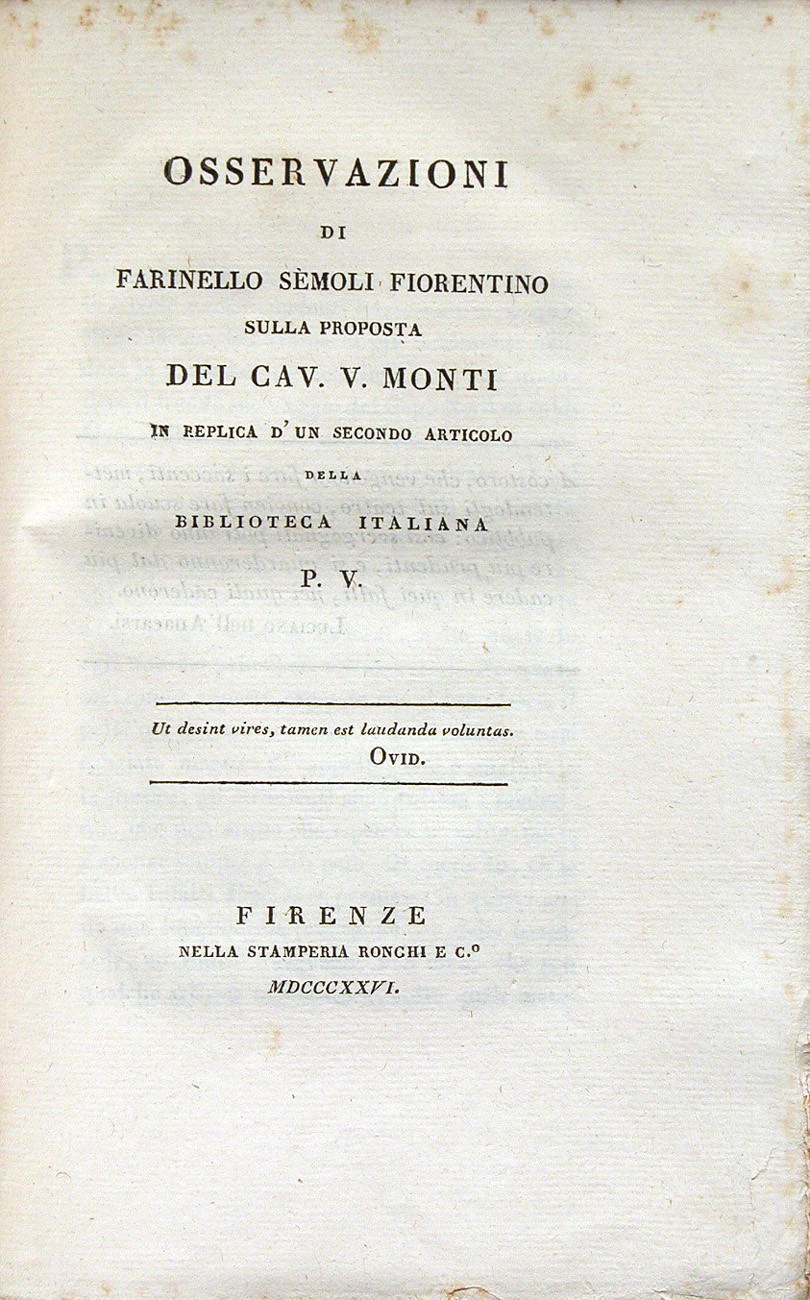 OSSERVAZIONI
DI
FARINELLO SÈMOLI FIORENTINO
SULLA PROPOSTA
DEL CAV. V. MONTI
IN REPLICA D'UN SECONDO ARTICOLO
DELLA
BIBLIOTECA ITALIANA
P. V.
Ut desint vires, tamen est laudanda voluntas.
OVID.
FIRENZE
NELLA STAMPERIA RONCHI E C.º
MDCCCXXVI.